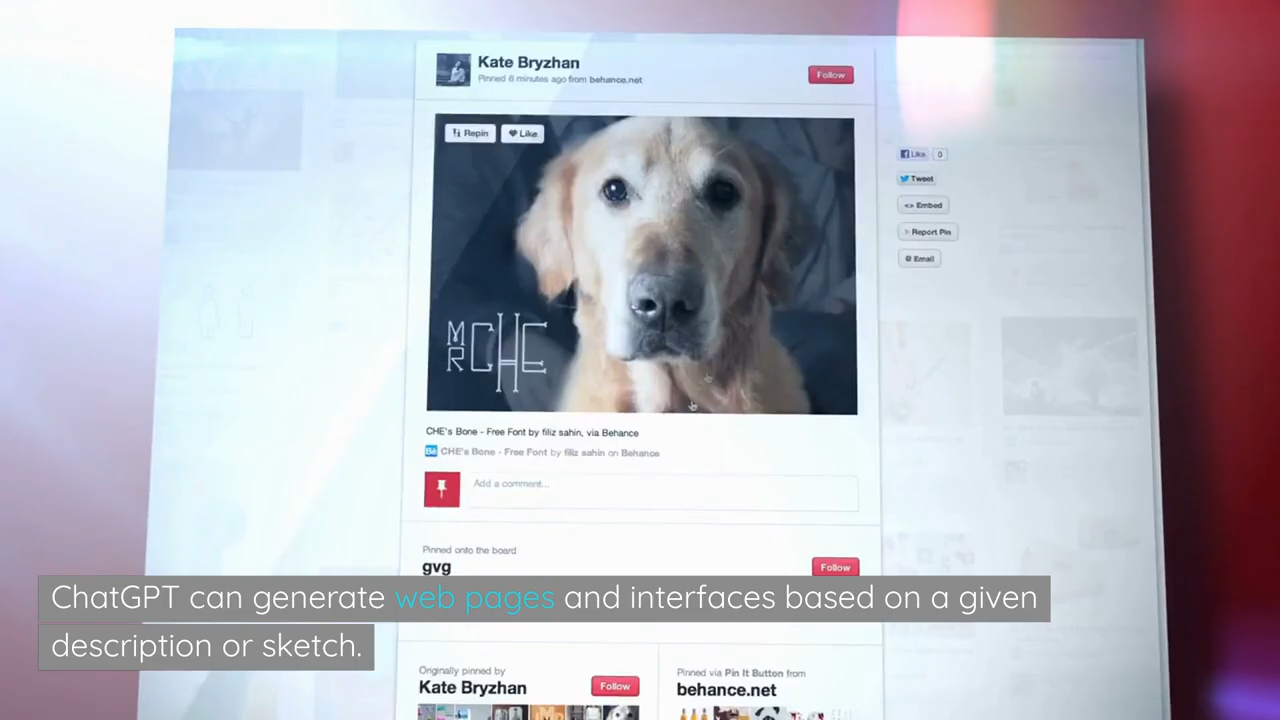 Kate Bryzhan
Pinned 6 minutes ago from behance.net
Follow
Repin
Like
Like
0
Tweet
<> Embed
Report Pin
@ Email
MR CHE
CHE's Bone - Free Font by filiz sahin, via Behance
Bē CHE's Bone - Free Font by filiz sahin on Behance
Add a comment...
Pinned onto the board
gvg
Follow
ChatGPT can generate web pages and interfaces based on a given
description or sketch.
Originally pinned by
Kate Bryzhan
Follow
Pinned via Pin It Button from
behance.net